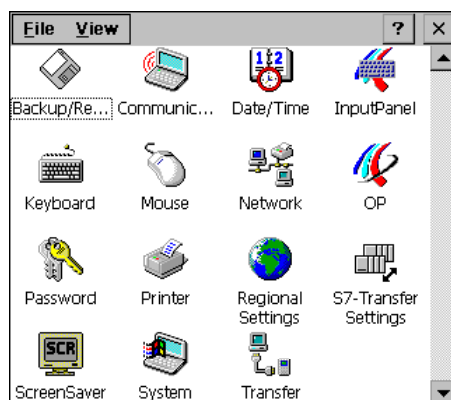 File View ? ×
Backup/Re... Communic... Date/Time InputPanel
Keyboard Mouse Network OP
Password Printer Regional Settings S7-Transfer Settings
SCR
ScreenSaver System Transfer